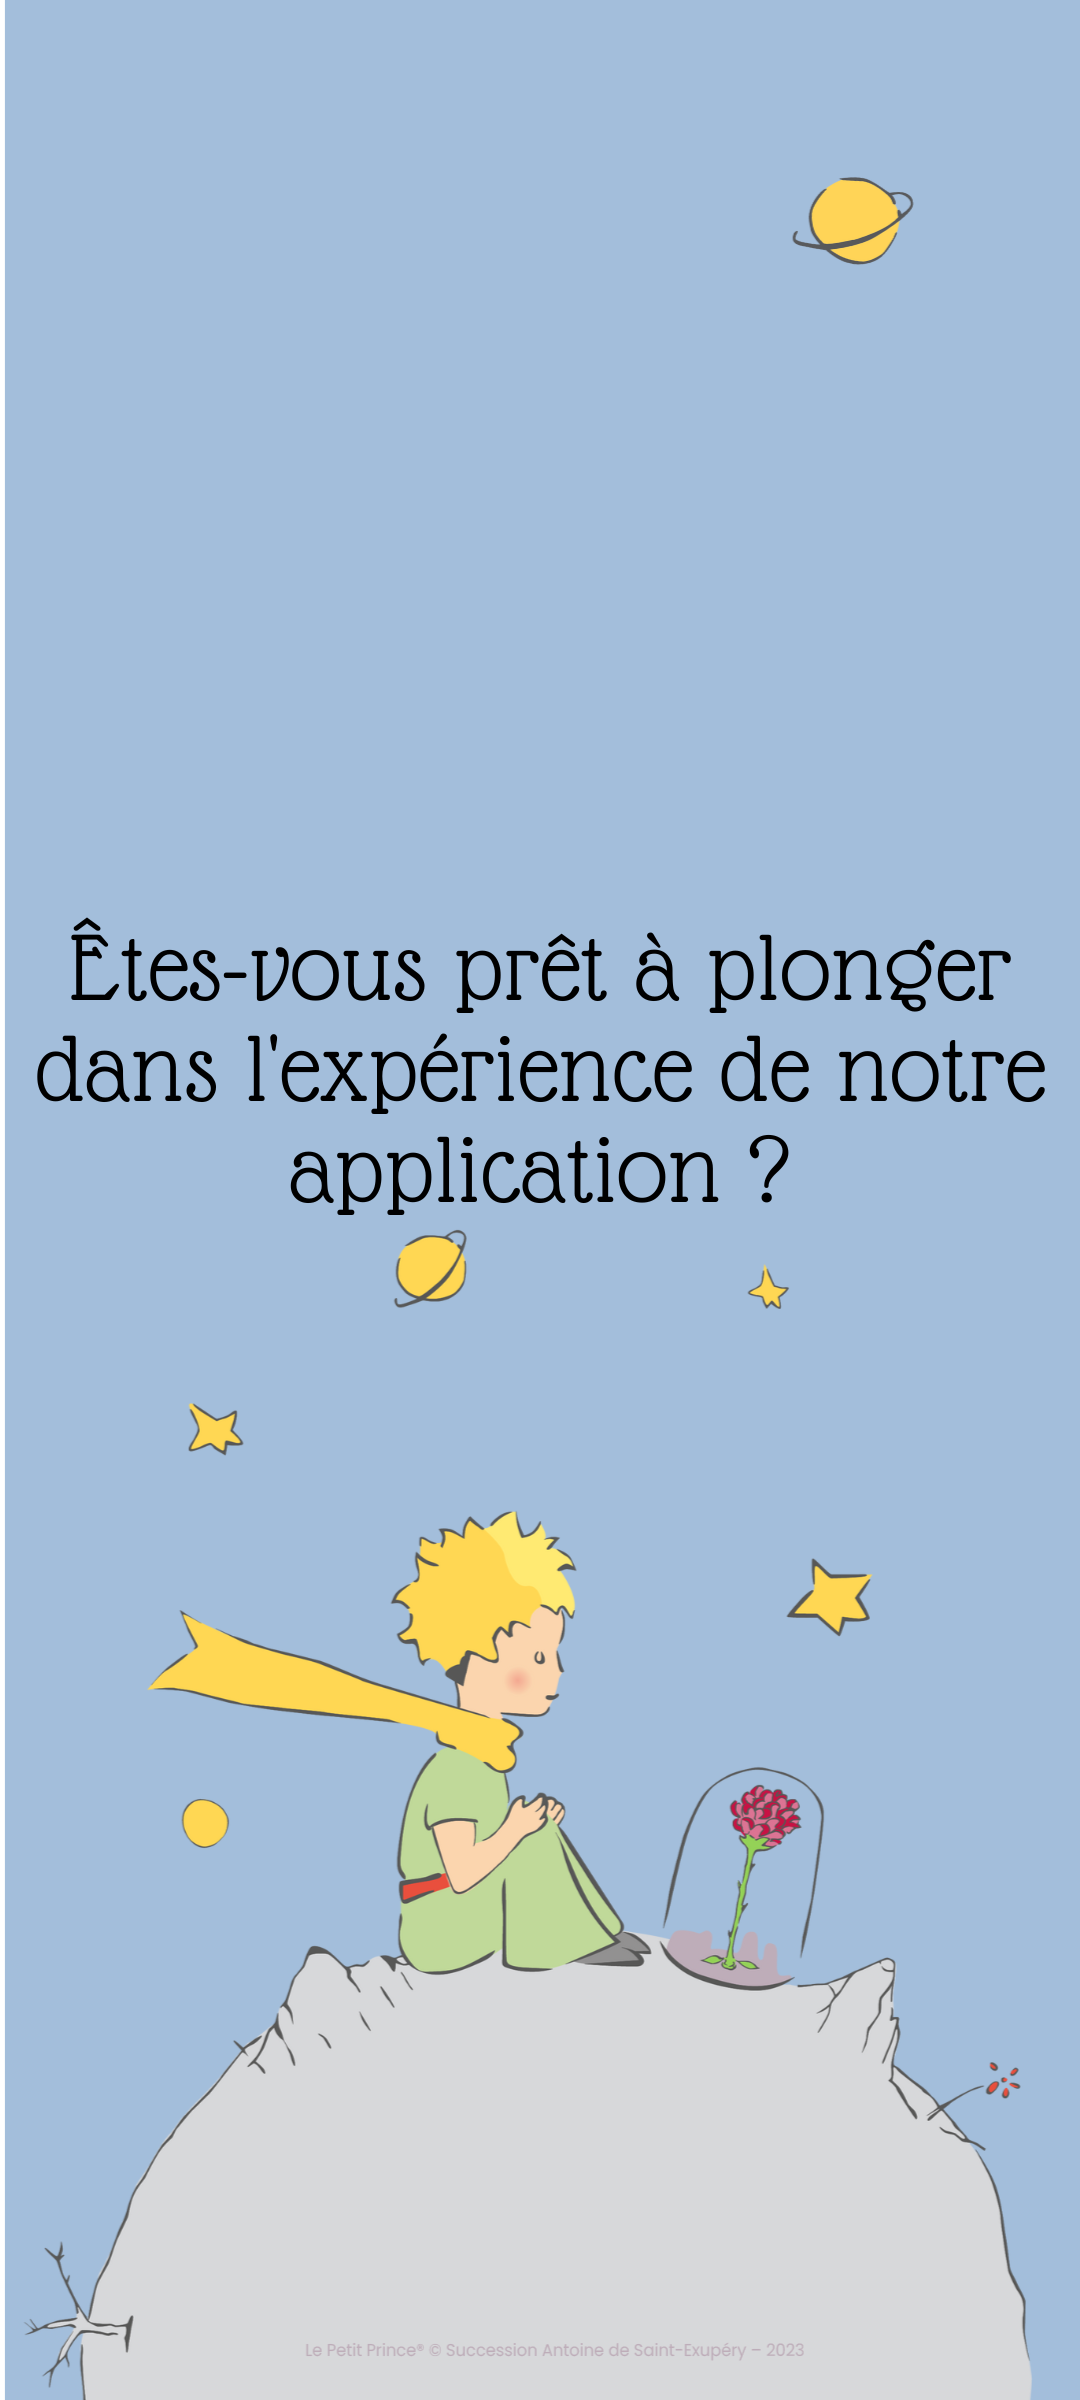 Êtes-vous prêt à plonger
dans l'expérience de notre
application ?
Le Petit Prince® © Succession Antoine de Saint-Exupéry – 2023